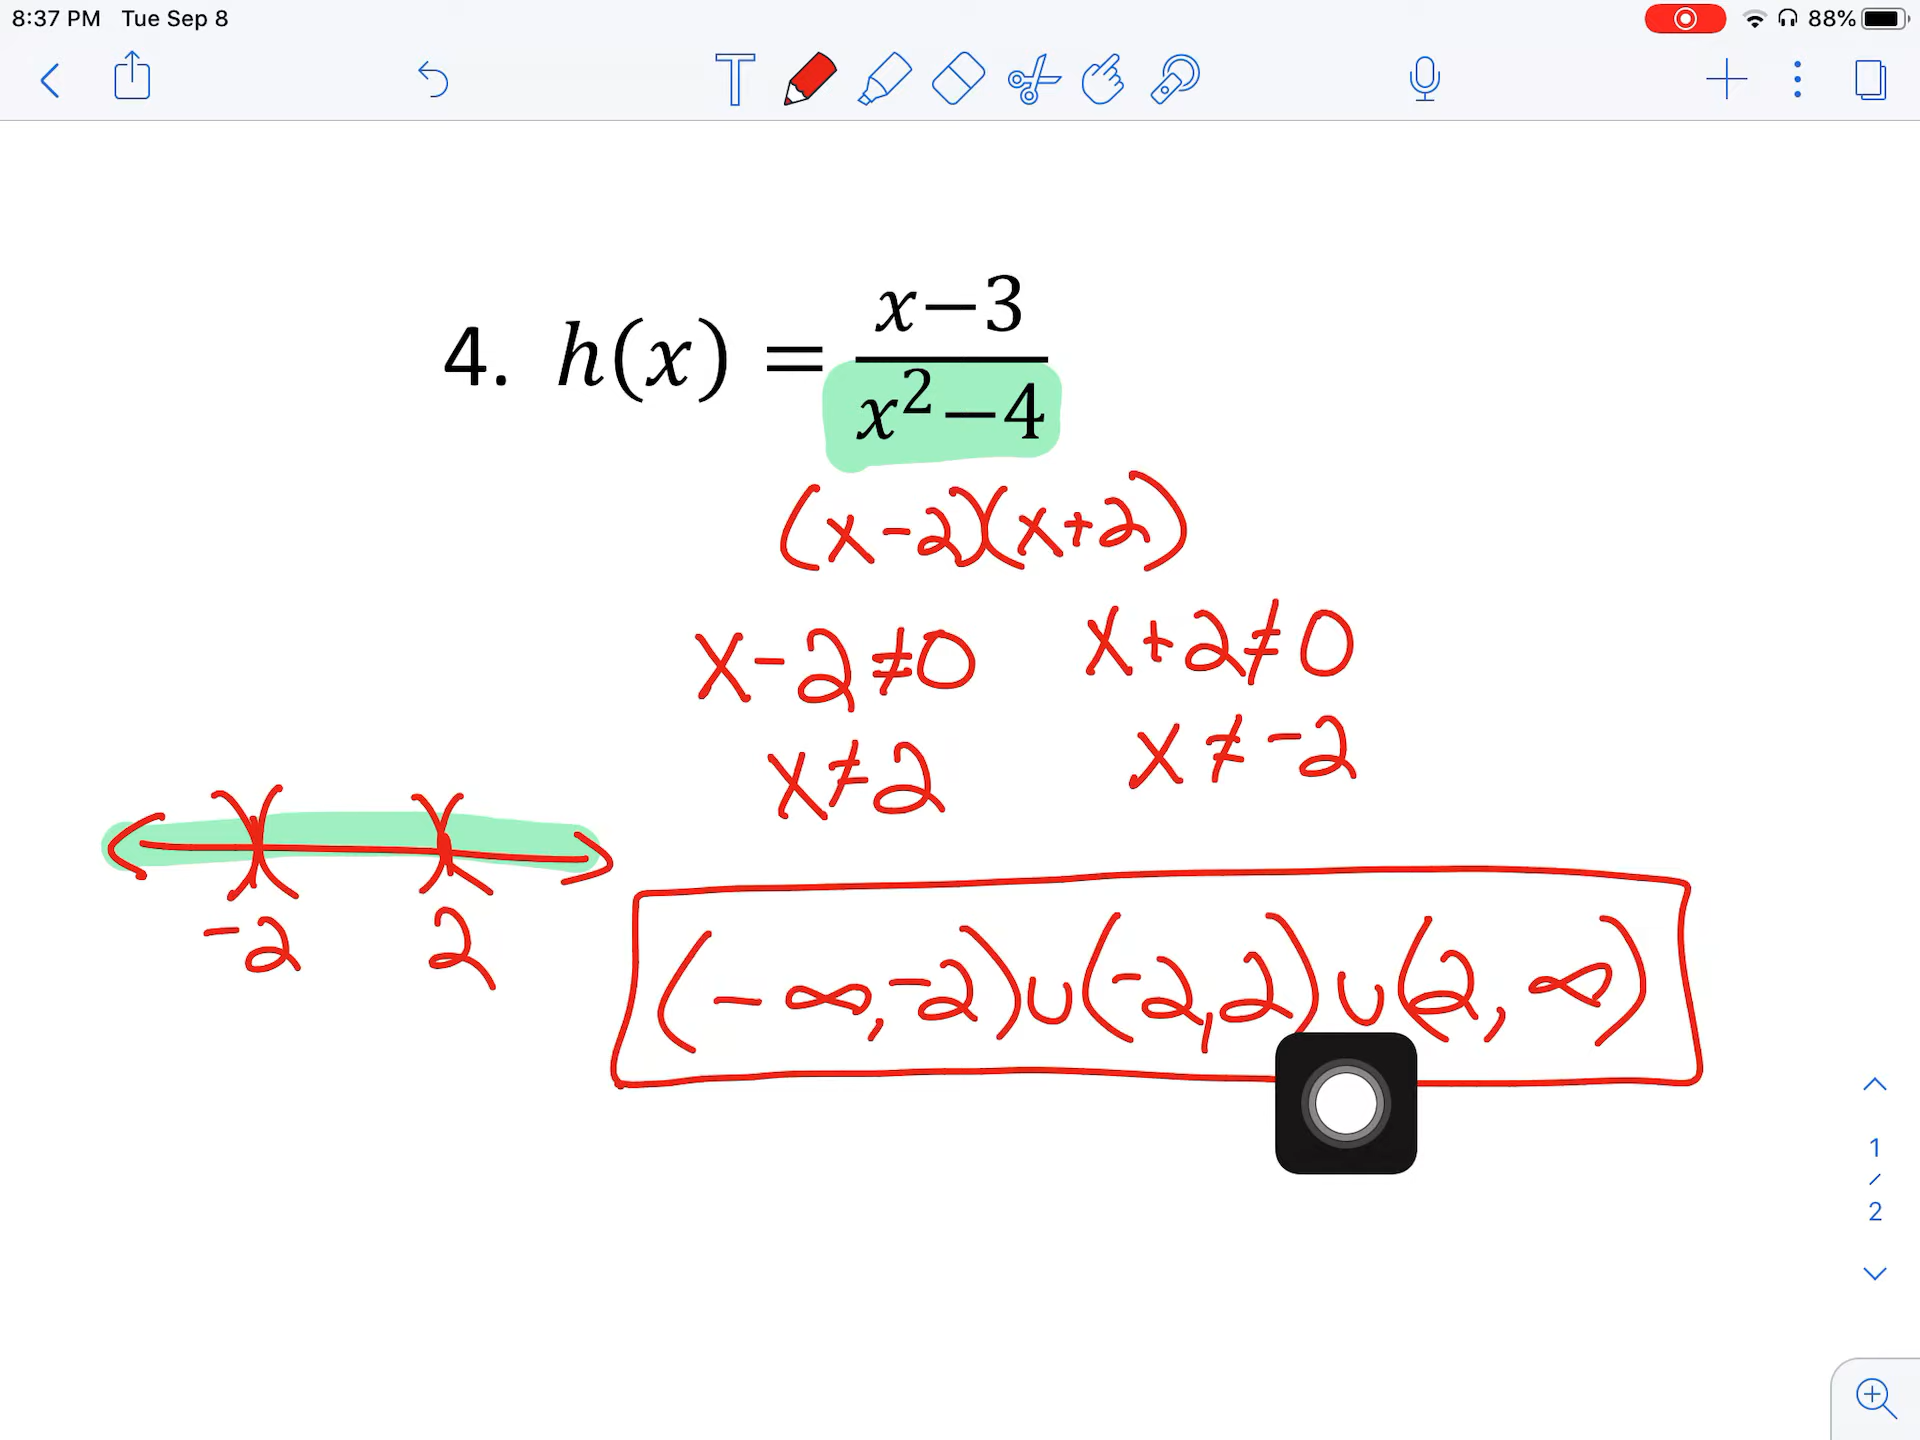 8:37 PM Tue Sep 8 88%
T
4. h(x) = x−3
x²−4
(x-2)(x+2)
x-2≠0 x+2≠0
x≠2 x≠-2
-2 2
(-∞,-2)∪(-2,2)∪(2,∞)
1
/
2